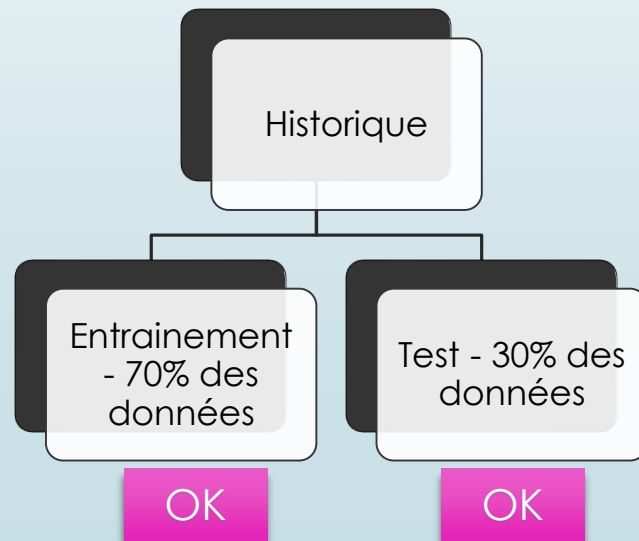 Historique
Entrainement
- 70% des
données
Test - 30% des
données
OK
OK